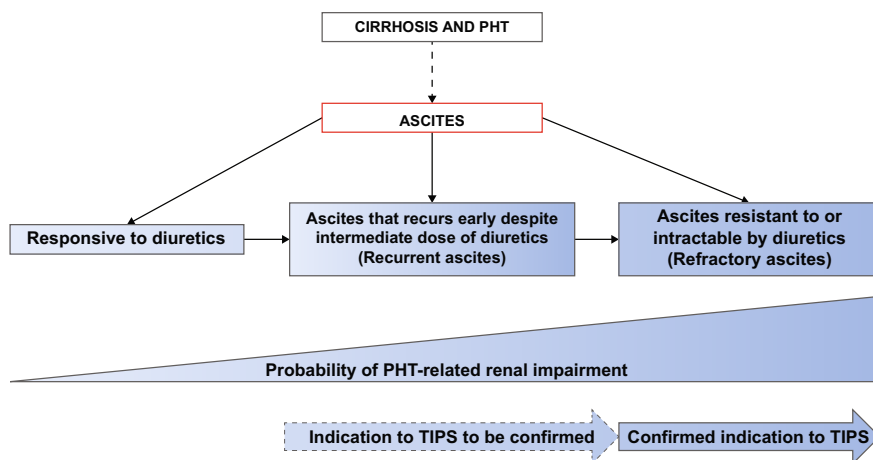 CIRRHOSIS AND PHT
ASCITES
Responsive to diuretics
Ascites that recurs early despite
intermediate dose of diuretics
(Recurrent ascites)
Ascites resistant to or
intractable by diuretics
(Refractory ascites)
Probability of PHT-related renal impairment
Indication to TIPS to be confirmed
Confirmed indication to TIPS